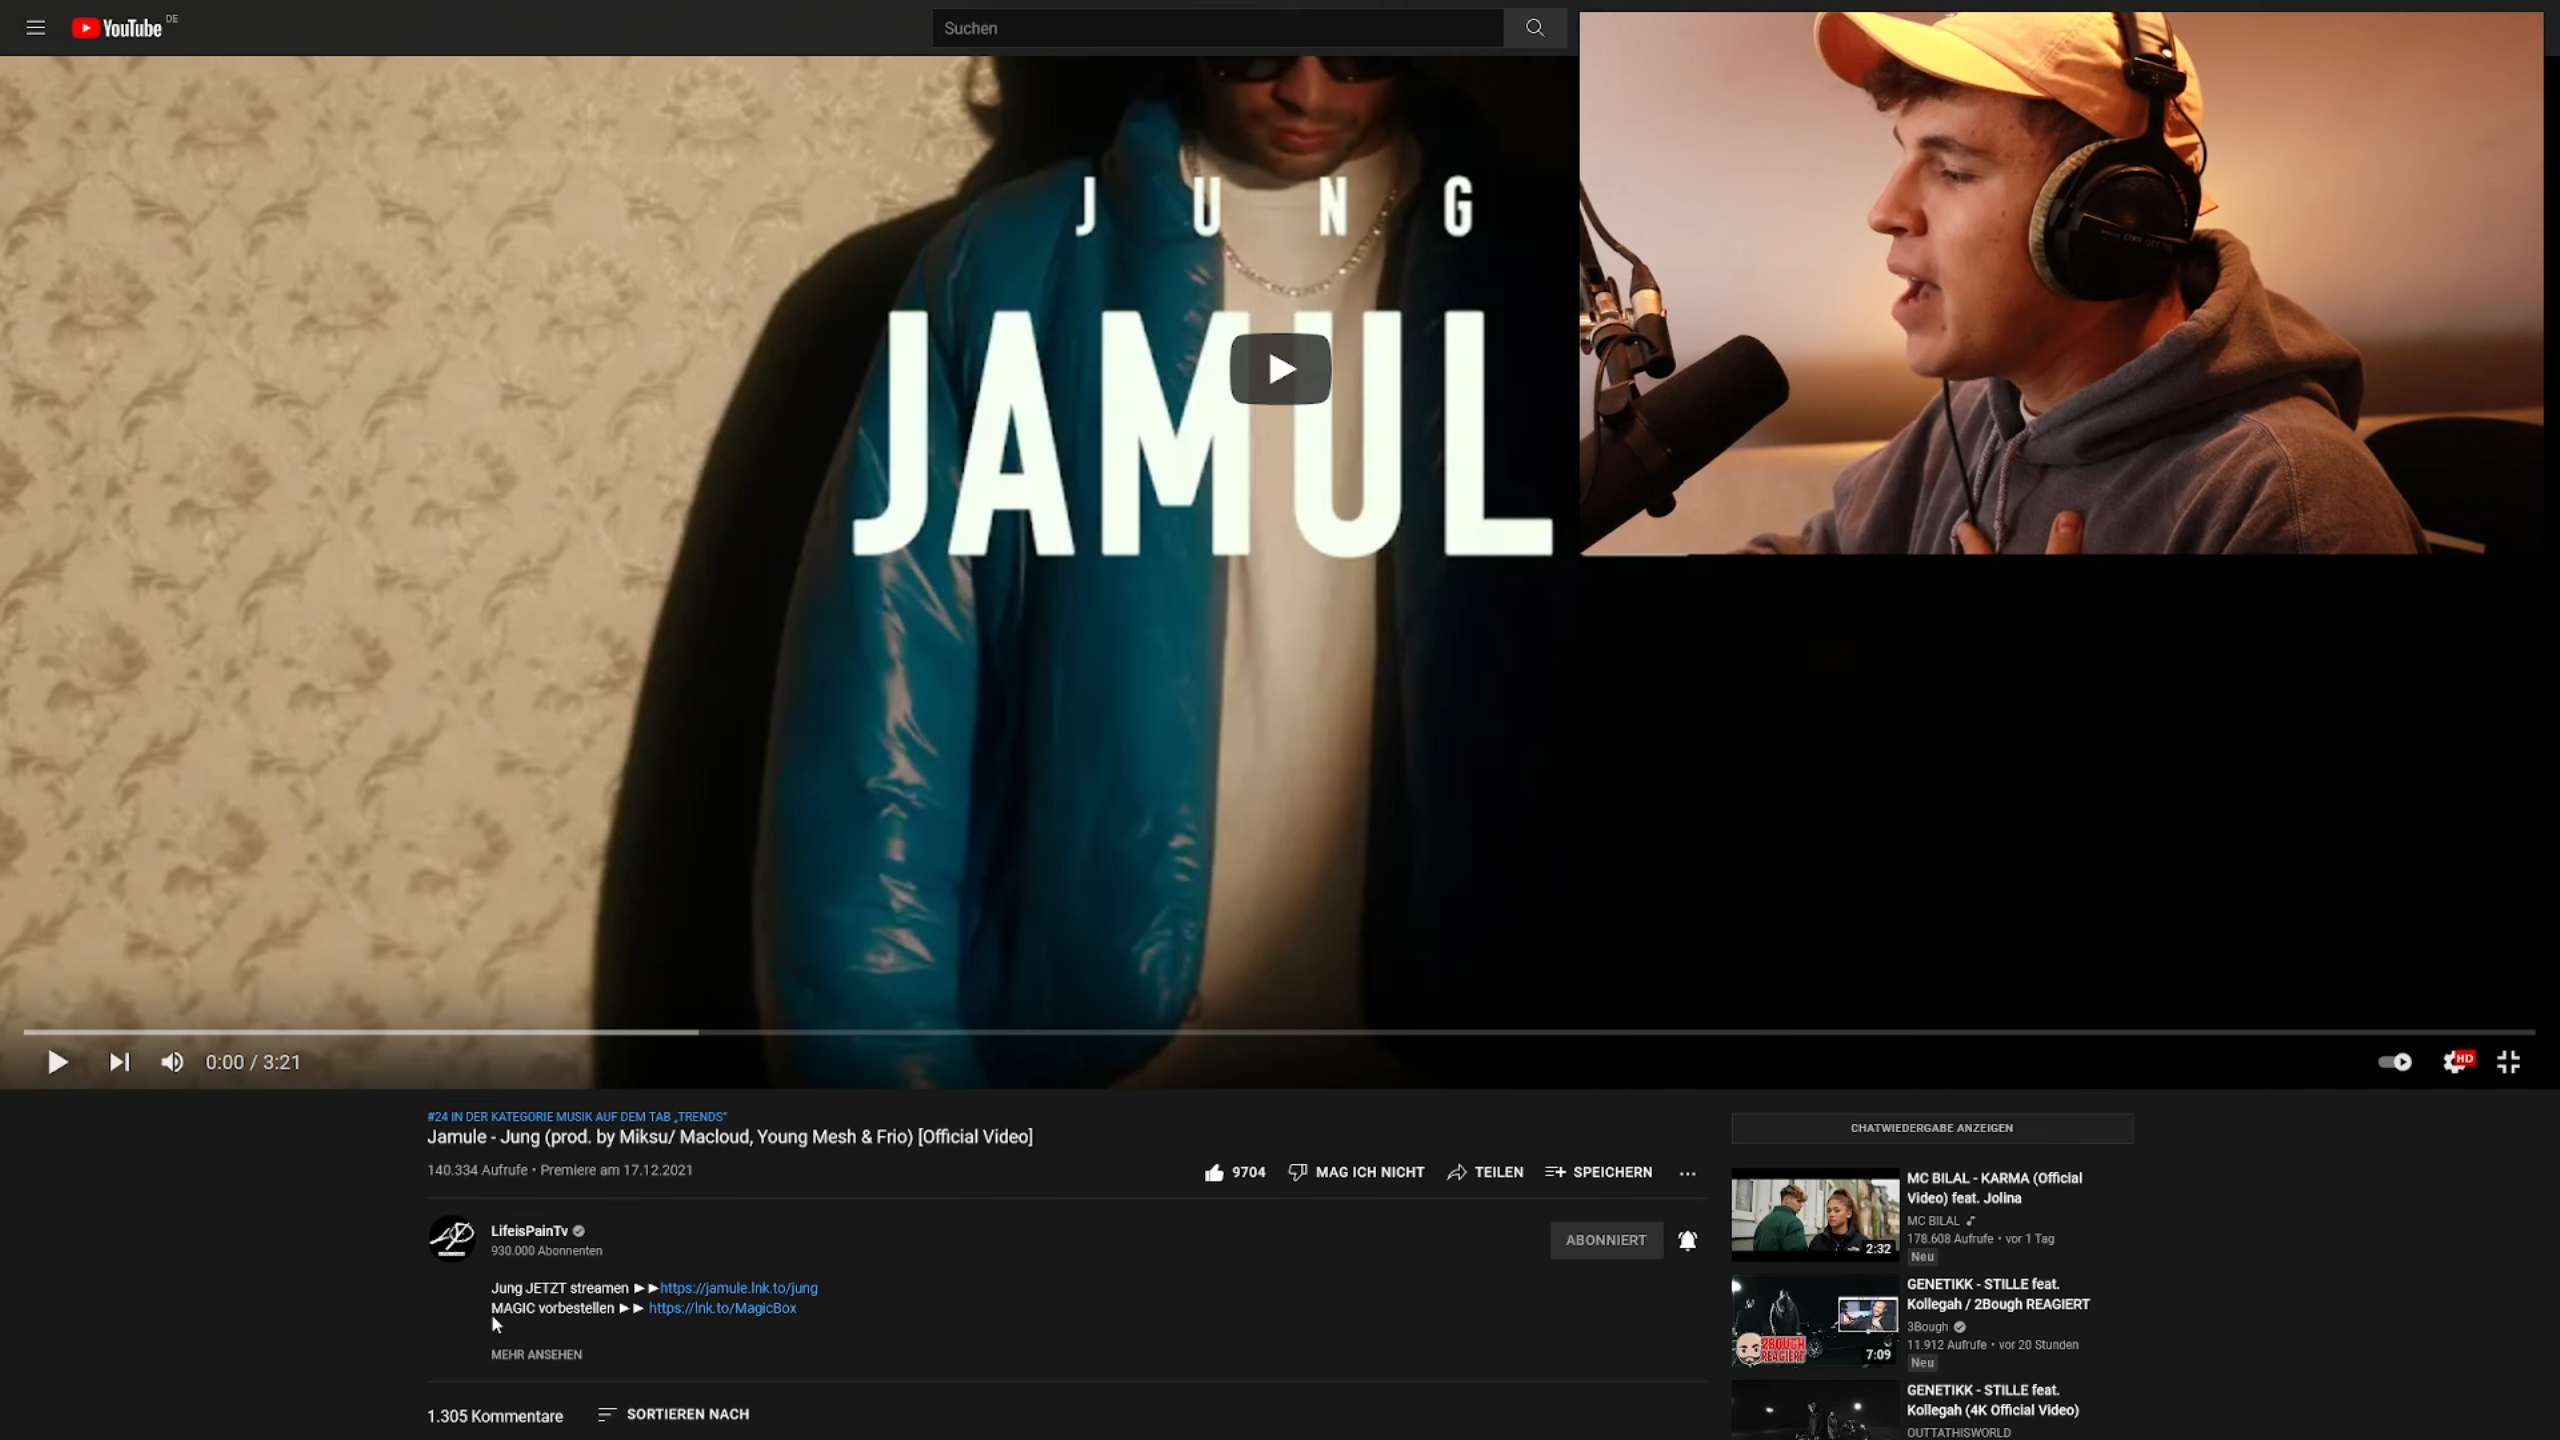 YouTube DE
Suchen
JUNG
JAMUL
0:00 / 3:21
HD
#24 IN DER KATEGORIE MUSIK AUF DEM TAB „TRENDS“
Jamule - Jung (prod. by Miksu/ Macloud, Young Mesh & Frio) [Official Video]
140.334 Aufrufe • Premiere am 17.12.2021
9704
MAG ICH NICHT
TEILEN
SPEICHERN
LifeisPainTv
930.000 Abonnenten
ABONNIERT
Jung JETZT streamen ►►https://jamule.lnk.to/jung
MAGIC vorbestellen ►► https://lnk.to/MagicBox
MEHR ANSEHEN
1.305 Kommentare
SORTIEREN NACH
CHATWIEDERGABE ANZEIGEN
2:32
MC BILAL - KARMA (Official
Video) feat. Jolina
MC BILAL
178.608 Aufrufe • vor 1 Tag
Neu
2BOUGH
REAGIERT
7:09
GENETIKK - STILLE feat.
Kollegah / 2Bough REAGIERT
3Bough
11.912 Aufrufe • vor 20 Stunden
Neu
GENETIKK - STILLE feat.
Kollegah (4K Official Video)
OUTTATHISWORLD